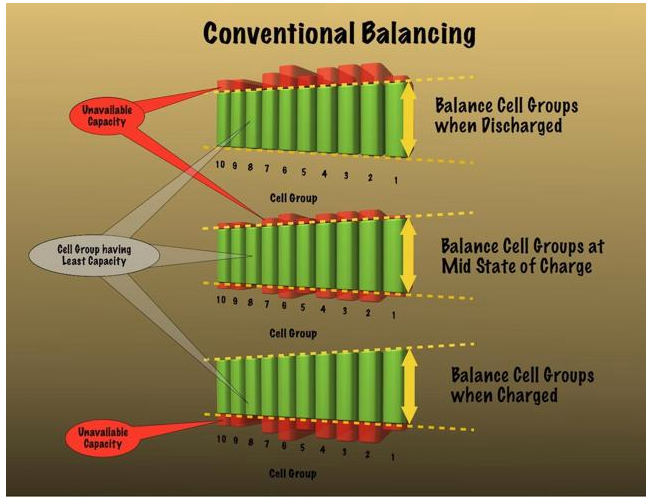 Conventional Balancing
Unavailable
Capacity
Balance Cell Groups
when Discharged
10 9 8 7 6 5 4 3 2 1
Cell Group
Cell Group having
Least Capacity
Balance Cell Groups at
Mid State of Charge
10 9 8 7 6 5 4 3 2 1
Cell Group
Balance Cell Groups
when Charged
Unavailable
Capacity
10 9 8 7 6 5 4 3 2 1
Cell Group